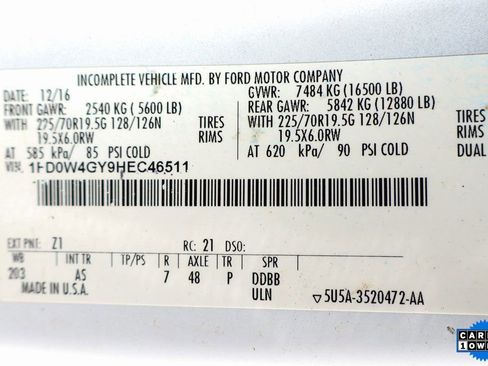 INCOMPLETE VEHICLE MFD. BY FORD MOTOR COMPANY
DATE: 12/16 GVWR: 7484 KG (16500 LB)
FRONT GAWR: 2540 KG ( 5600 LB) REAR GAWR: 5842 KG (12880 LB)
WITH 225/70R19.5G 128/126N TIRES WITH 225/70R19.5G 128/126N TIRES
19.5X6.0RW RIMS 19.5X6.0RW RIMS
AT 585 kPa/ 85 PSI COLD AT 620 kPa/ 90 PSI COLD DUAL
VIN: 1FD0W4GY9HEC46511
EXT PNT: Z1 RC: 21 DSO:
WB INT TR TP/PS R AXLE TR SPR
203 AS 7 48 P DDBB
MADE IN U.S.A. ULN ▽5U5A-3520472-AA
1 OWN